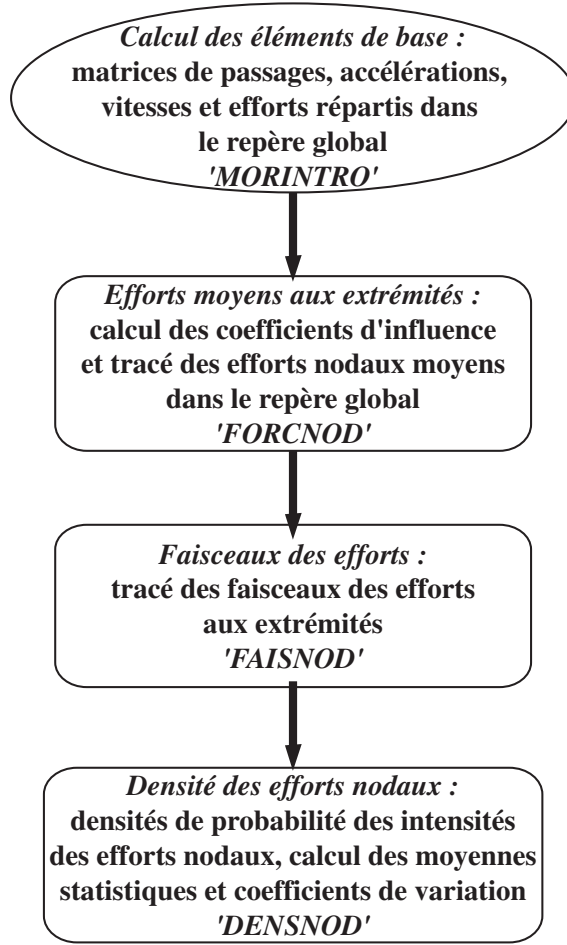 Calcul des éléments de base :
matrices de passages, accélérations,
vitesses et efforts répartis dans
le repère global
'MORINTRO'
Efforts moyens aux extrémités :
calcul des coefficients d'influence
et tracé des efforts nodaux moyens
dans le repère global
'FORCNOD'
Faisceaux des efforts :
tracé des faisceaux des efforts
aux extrémités
'FAISNOD'
Densité des efforts nodaux :
densités de probabilité des intensités
des efforts nodaux, calcul des moyennes
statistiques et coefficients de variation
'DENSNOD'